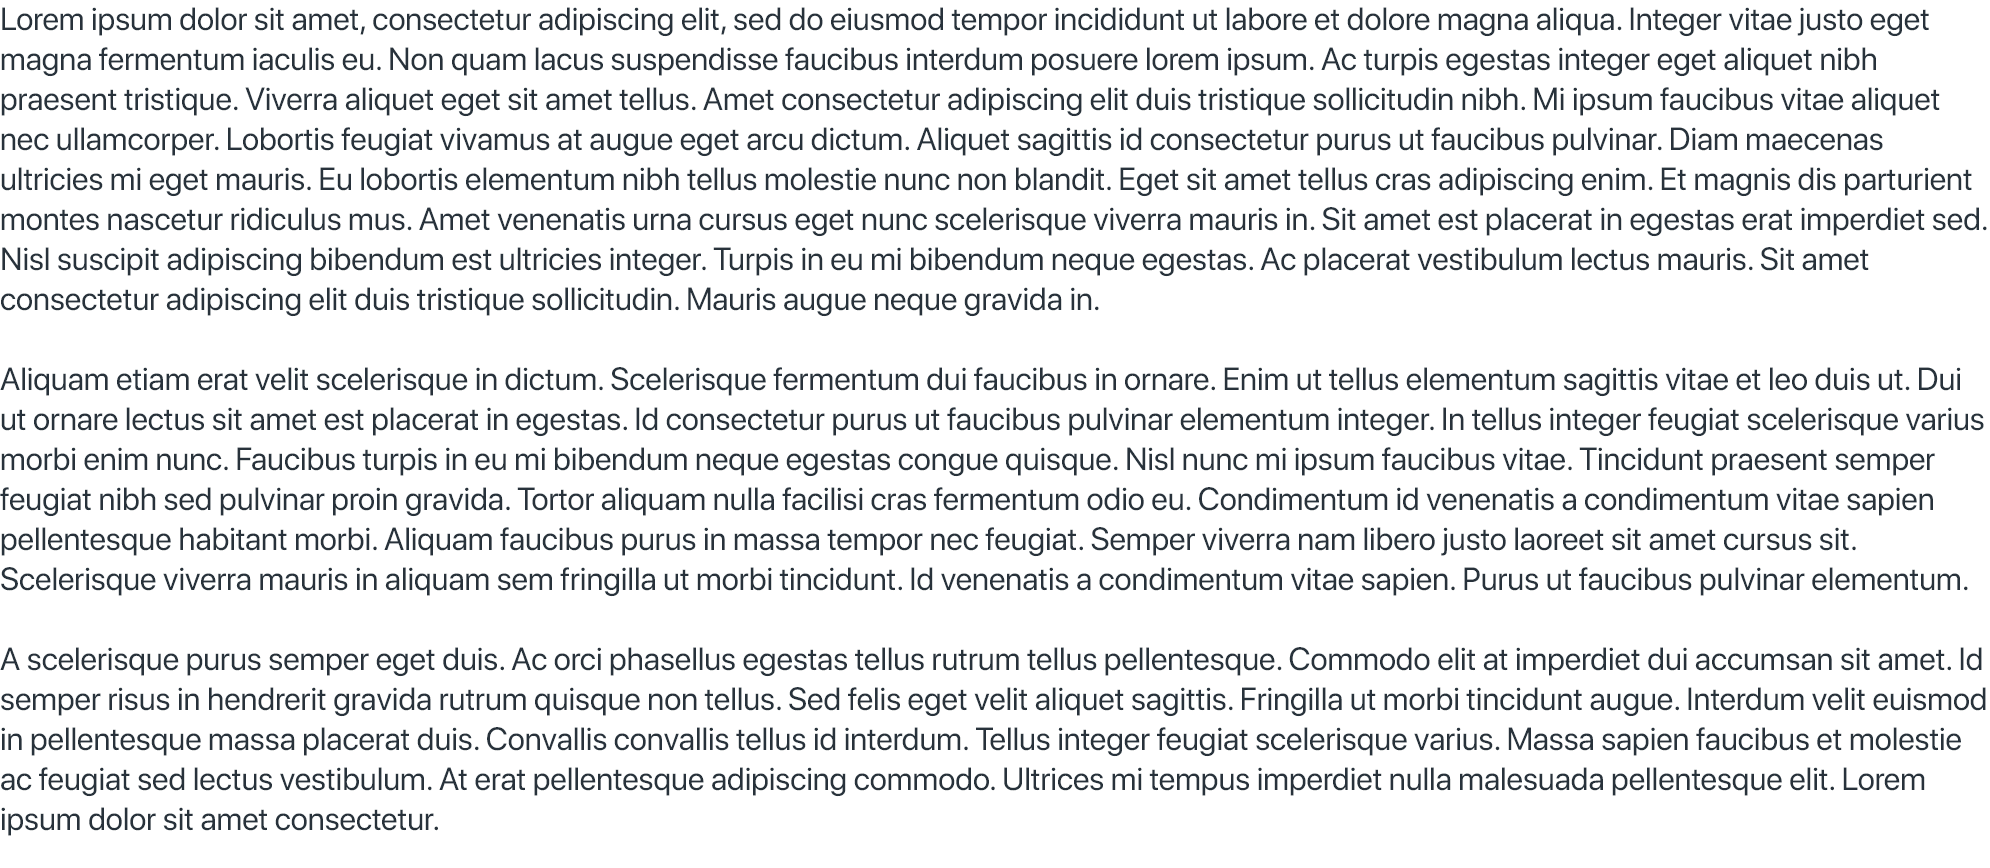 Lorem ipsum dolor sit amet, consectetur adipiscing elit, sed do eiusmod tempor incididunt ut labore et dolore magna aliqua. Integer vitae justo eget
magna fermentum iaculis eu. Non quam lacus suspendisse faucibus interdum posuere lorem ipsum. Ac turpis egestas integer eget aliquet nibh
praesent tristique. Viverra aliquet eget sit amet tellus. Amet consectetur adipiscing elit duis tristique sollicitudin nibh. Mi ipsum faucibus vitae aliquet
nec ullamcorper. Lobortis feugiat vivamus at augue eget arcu dictum. Aliquet sagittis id consectetur purus ut faucibus pulvinar. Diam maecenas
ultricies mi eget mauris. Eu lobortis elementum nibh tellus molestie nunc non blandit. Eget sit amet tellus cras adipiscing enim. Et magnis dis parturient
montes nascetur ridiculus mus. Amet venenatis urna cursus eget nunc scelerisque viverra mauris in. Sit amet est placerat in egestas erat imperdiet sed.
Nisl suscipit adipiscing bibendum est ultricies integer. Turpis in eu mi bibendum neque egestas. Ac placerat vestibulum lectus mauris. Sit amet
consectetur adipiscing elit duis tristique sollicitudin. Mauris augue neque gravida in.

Aliquam etiam erat velit scelerisque in dictum. Scelerisque fermentum dui faucibus in ornare. Enim ut tellus elementum sagittis vitae et leo duis ut. Dui
ut ornare lectus sit amet est placerat in egestas. Id consectetur purus ut faucibus pulvinar elementum integer. In tellus integer feugiat scelerisque varius
morbi enim nunc. Faucibus turpis in eu mi bibendum neque egestas congue quisque. Nisl nunc mi ipsum faucibus vitae. Tincidunt praesent semper
feugiat nibh sed pulvinar proin gravida. Tortor aliquam nulla facilisi cras fermentum odio eu. Condimentum id venenatis a condimentum vitae sapien
pellentesque habitant morbi. Aliquam faucibus purus in massa tempor nec feugiat. Semper viverra nam libero justo laoreet sit amet cursus sit.
Scelerisque viverra mauris in aliquam sem fringilla ut morbi tincidunt. Id venenatis a condimentum vitae sapien. Purus ut faucibus pulvinar elementum.

A scelerisque purus semper eget duis. Ac orci phasellus egestas tellus rutrum tellus pellentesque. Commodo elit at imperdiet dui accumsan sit amet. Id
semper risus in hendrerit gravida rutrum quisque non tellus. Sed felis eget velit aliquet sagittis. Fringilla ut morbi tincidunt augue. Interdum velit euismod
in pellentesque massa placerat duis. Convallis convallis tellus id interdum. Tellus integer feugiat scelerisque varius. Massa sapien faucibus et molestie
ac feugiat sed lectus vestibulum. At erat pellentesque adipiscing commodo. Ultrices mi tempus imperdiet nulla malesuada pellentesque elit. Lorem
ipsum dolor sit amet consectetur.